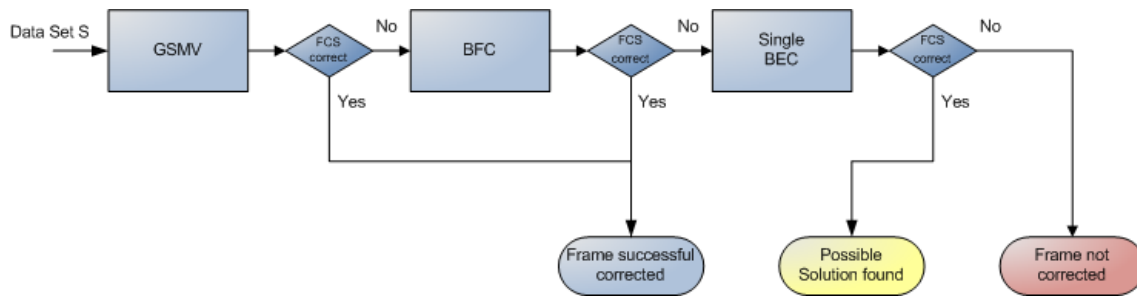 Data Set S
GSMV
FCS
correct
No
Yes
BFC
FCS
correct
No
Yes
Single
BEC
FCS
correct
No
Yes
Frame successful
corrected
Possible
Solution found
Frame not
corrected